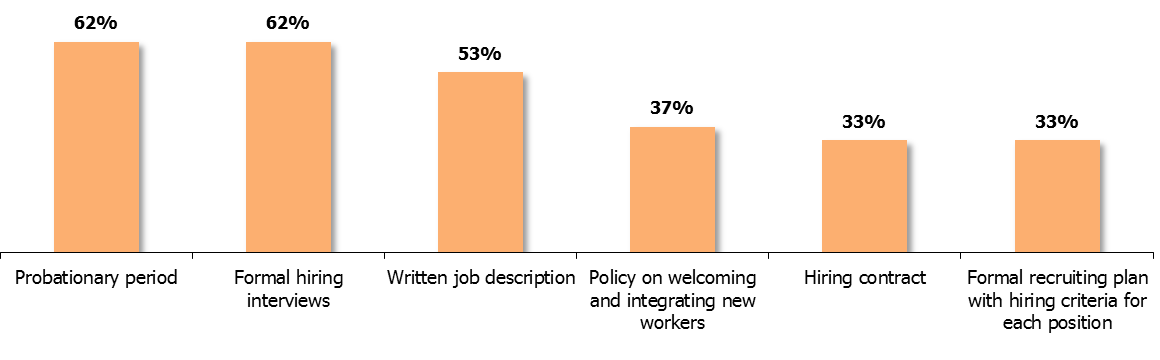 62%
62%
53%
37%
33%
33%
Probationary period
Formal hiring
interviews
Written job description
Policy on welcoming
and integrating new
workers
Hiring contract
Formal recruiting plan
with hiring criteria for
each position